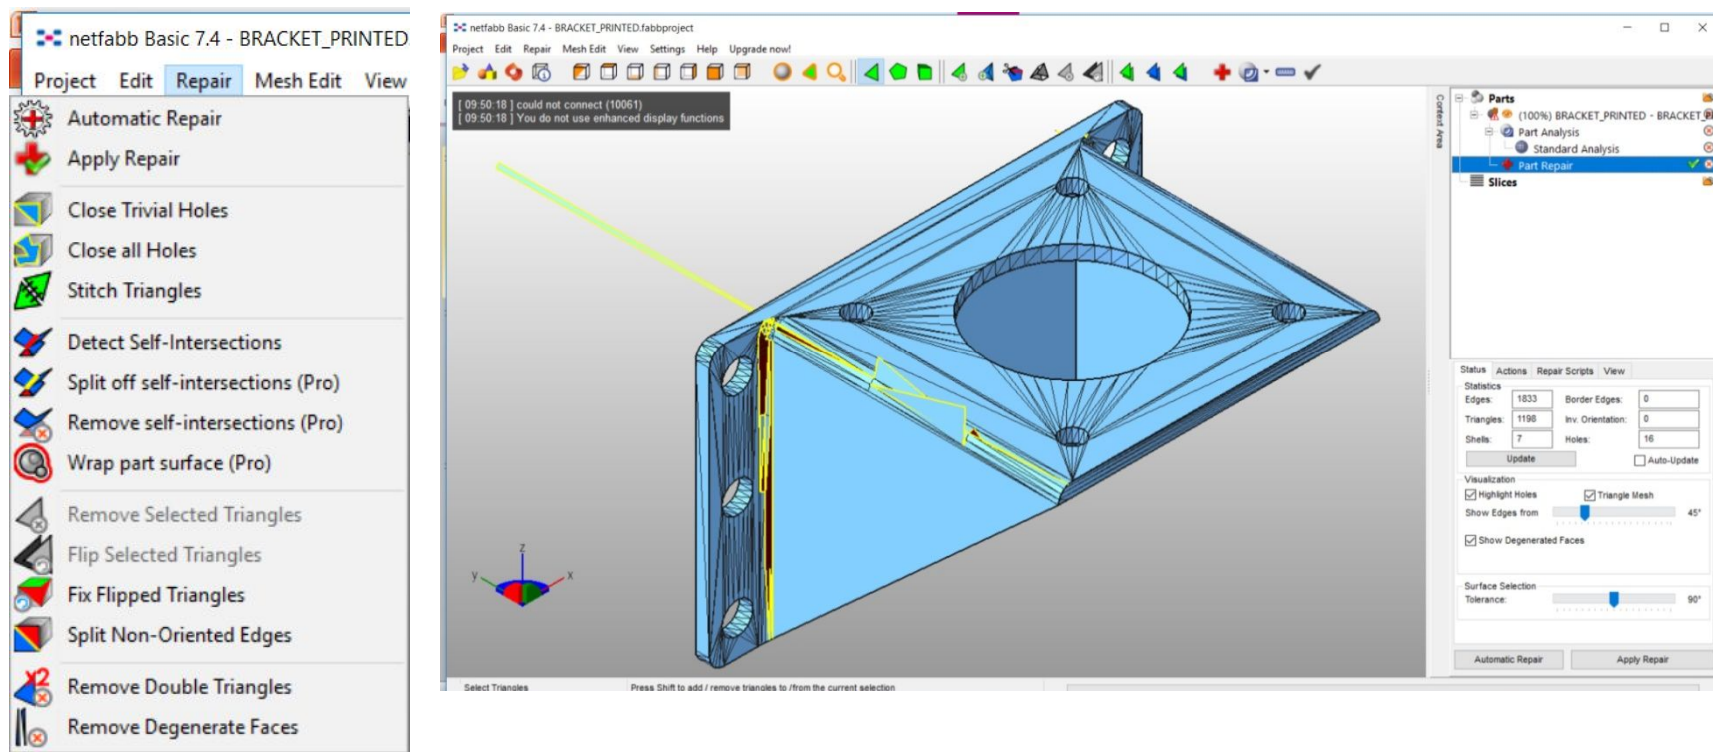 netfabb Basic 7.4 - BRACKET_PRINTED
Project Edit Repair Mesh Edit View
Automatic Repair
Apply Repair
Close Trivial Holes
Close all Holes
Stitch Triangles
Detect Self-Intersections
Split off self-intersections (Pro)
Remove self-intersections (Pro)
Wrap part surface (Pro)
Remove Selected Triangles
Flip Selected Triangles
Fix Flipped Triangles
Split Non-Oriented Edges
Remove Double Triangles
Remove Degenerate Faces
netfabb Basic 7.4 - BRACKET_PRINTED.fabbproject
Project Edit Repair Mesh Edit View Settings Help Upgrade now!
[ 09:50:18 ] could not connect (10061)
[ 09:50:18 ] You do not use enhanced display functions
z
y
x
Select Triangles
Press Shift to add / remove triangles to /from the current selection
Context Area
Parts
(100%) BRACKET_PRINTED - BRACKET_
Part Analysis
Standard Analysis
Part Repair
Slices
Status Actions Repair Scripts View
Statistics
Edges: 1833 Border Edges: 0
Triangles: 1198 Inv. Orientation: 0
Shells: 7 Holes: 16
Update Auto-Update
Visualization
Highlight Holes Triangle Mesh
Show Edges from 45°
Show Degenerated Faces
Surface Selection
Tolerance: 90°
Automatic Repair Apply Repair